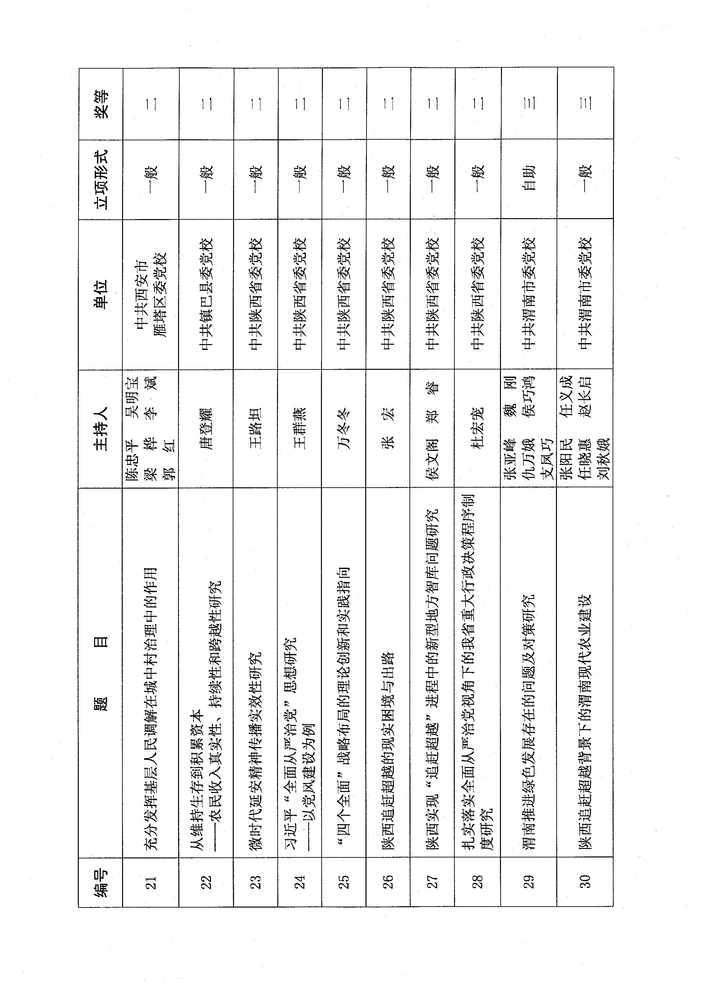 编号 题 目 主持人 单位 立项形式 奖等
21 充分发挥基层人民调解在城中村治理中的作用 陈忠平 吴明宝 中共西安市 一般 二
梁 桦 李 斌 雁塔区委党校
郭 红
22 从维持生存到积累资本 唐登耀 中共镇巴县委党校 一般 二
——农民收入真实性、持续性和跨越性研究
23 微时代延安精神传播实效性研究 王路坦 中共陕西省委党校 一般 二
24 习近平“全面从严治党”思想研究 王群燕 中共陕西省委党校 一般 二
——以党风建设为例
25 “四个全面”战略布局的理论创新和实践指向 万冬冬 中共陕西省委党校 一般 二
26 陕西追赶超越的现实困境与出路 张 宏 中共陕西省委党校 一般 二
27 陕西实现“追赶超越”进程中的新型地方智库问题研究 侯文阁 郑 睿 中共陕西省委党校 一般 二
28 扎实落实全面从严治党视角下的我省重大行政决策程序制 杜宏宠 中共陕西省委党校 一般 二
度研究
29 渭南推进绿色发展存在的问题及对策研究 张亚峰 魏 刚 中共渭南市委党校 自助 三
仇万娥 侯巧鸿
支凤巧
30 陕西追赶超越背景下的渭南现代农业建设 张阳民 任义成 中共渭南市委党校 一般 三
任晓惠 赵长启
刘秋娥